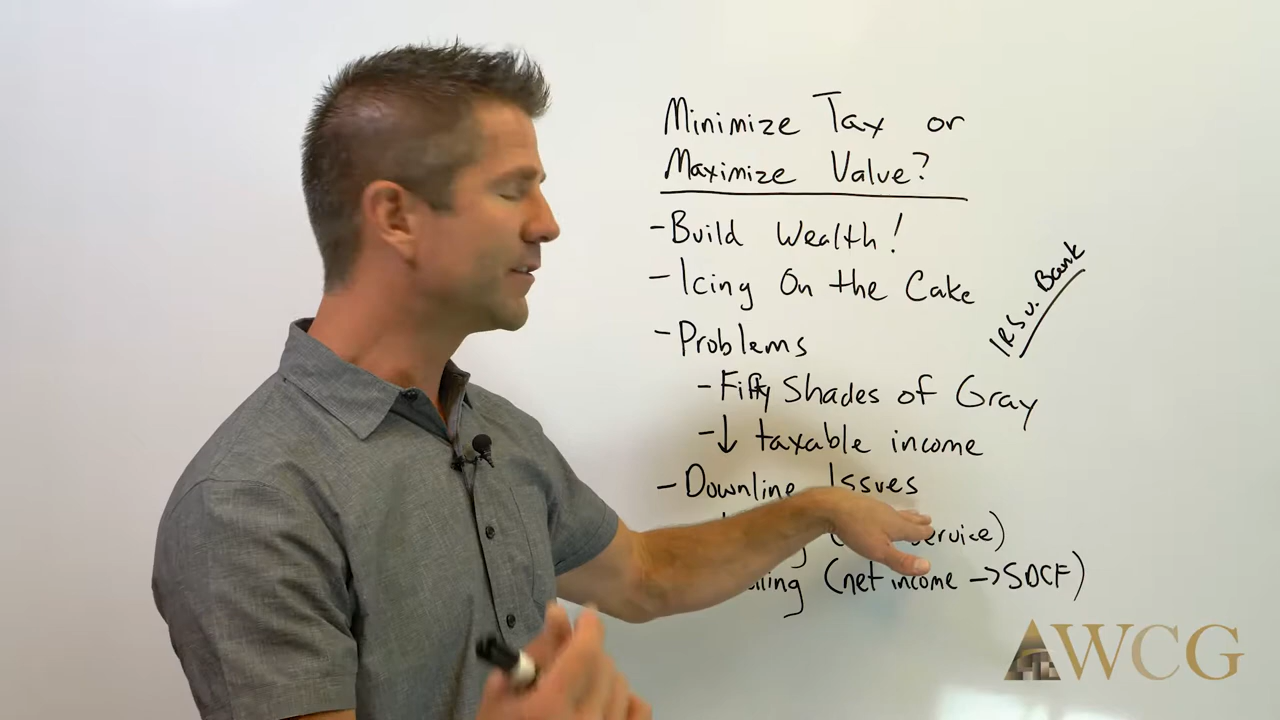 Minimize Tax or
Maximize Value?
-Build Wealth!
-Icing On the Cake
IRS v. Bank
-Problems
-Fifty Shades of Gray
-↓ taxable income
-Downline Issues
(net income →SDCF)
WCG